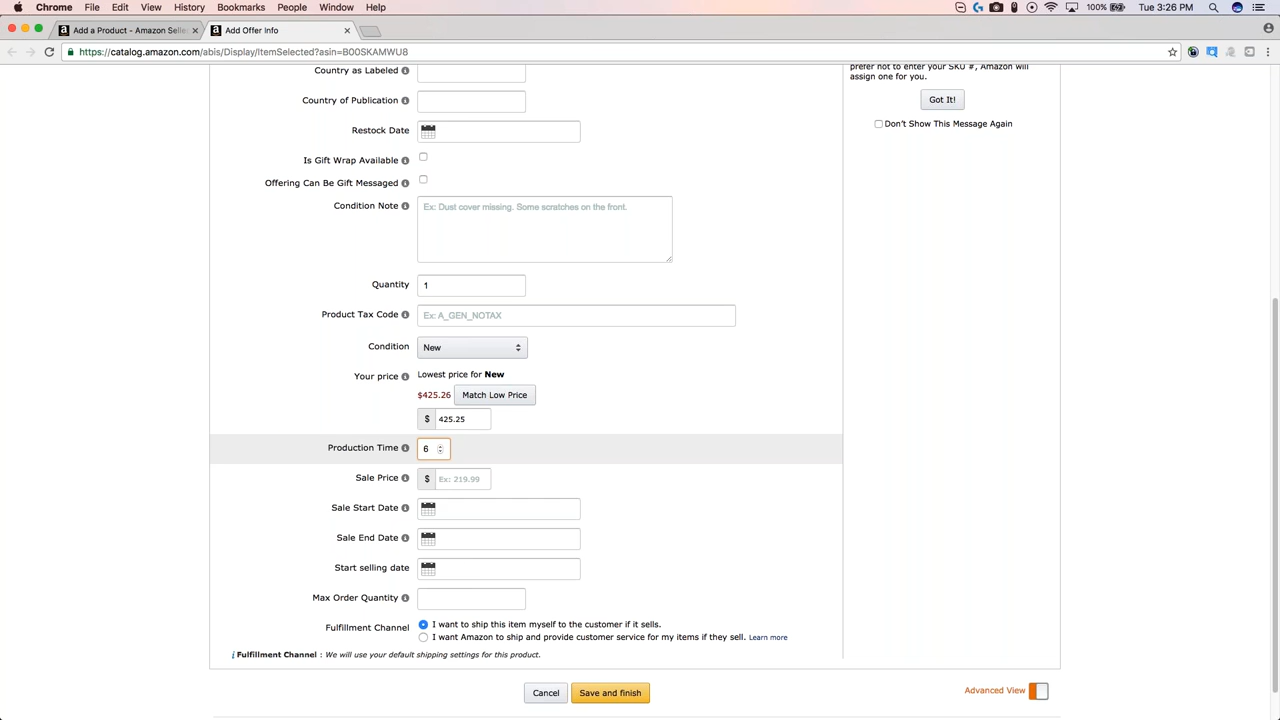 Chrome File Edit View History Bookmarks People Window Help 100% Tue 3:26 PM
Add a Product - Amazon Selle Add Offer Info
https://catalog.amazon.com/abis/Display/ItemSelected?asin=B00SKAMWU8
Country as Labeled
prefer not to enter your SKU #, Amazon will
assign one for you.
Country of Publication
Got It!
Restock Date
Don't Show This Message Again
Is Gift Wrap Available
Offering Can Be Gift Messaged
Condition Note
Ex: Dust cover missing. Some scratches on the front.
Quantity 1
Product Tax Code Ex: A_GEN_NOTAX
Condition New
Your price Lowest price for New
$425.26 Match Low Price
$ 425.25
Production Time 6
Sale Price $ Ex: 219.99
Sale Start Date
Sale End Date
Start selling date
Max Order Quantity
Fulfillment Channel I want to ship this item myself to the customer if it sells.
I want Amazon to ship and provide customer service for my items if they sell. Learn more
Fulfillment Channel : We will use your default shipping settings for this product.
Cancel Save and finish Advanced View